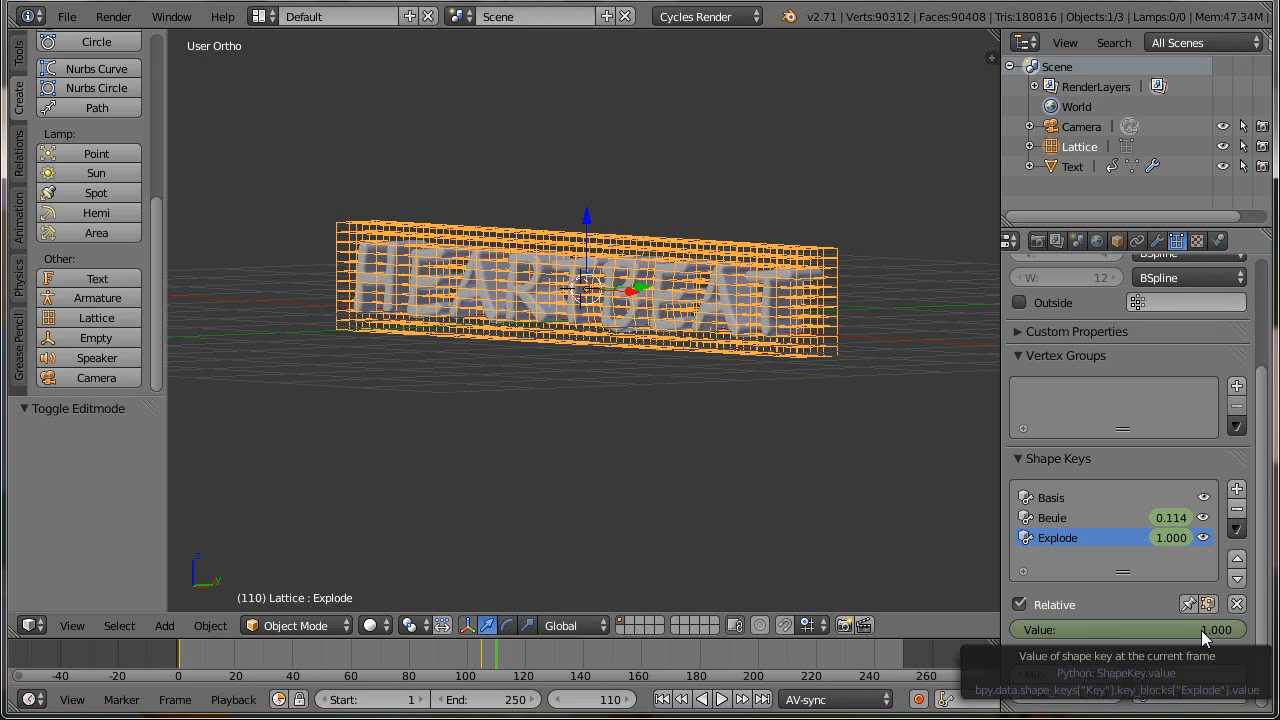 File Render Window Help Default Scene Cycles Render v2.71 | Verts:90312 | Faces:90408 | Tris:180816 | Objects:1/3 | Lamps:0/0 | Mem:47.34M |
Tools
Create
Relations
Animation
Physics
Grease Pencil
Circle
Nurbs Curve
Nurbs Circle
Path
Lamp:
Point
Sun
Spot
Hemi
Area
Other:
Text
Armature
Lattice
Empty
Speaker
Camera
Toggle Editmode
User Ortho
HEARTBEAT
z
y
(110) Lattice : Explode
View Select Add Object Object Mode Global
-40 -20 0 20 40 60 80 100 120 140 160 180 200 220 240 260
View Marker Frame Playback Start: 1 End: 250 110 AV-sync
View Search All Scenes
Scene
RenderLayers |
World
Camera |
Lattice |
Text |
BSpline
W: 12 BSpline
Outside
Custom Properties
Vertex Groups
Shape Keys
Basis
Beule 0.114
Explode 1.000
Relative
Value: 1.000
Value of shape key at the current frame
Python: ShapeKey.value
bpy.data.shape_keys["Key"].key_blocks["Explode"].value